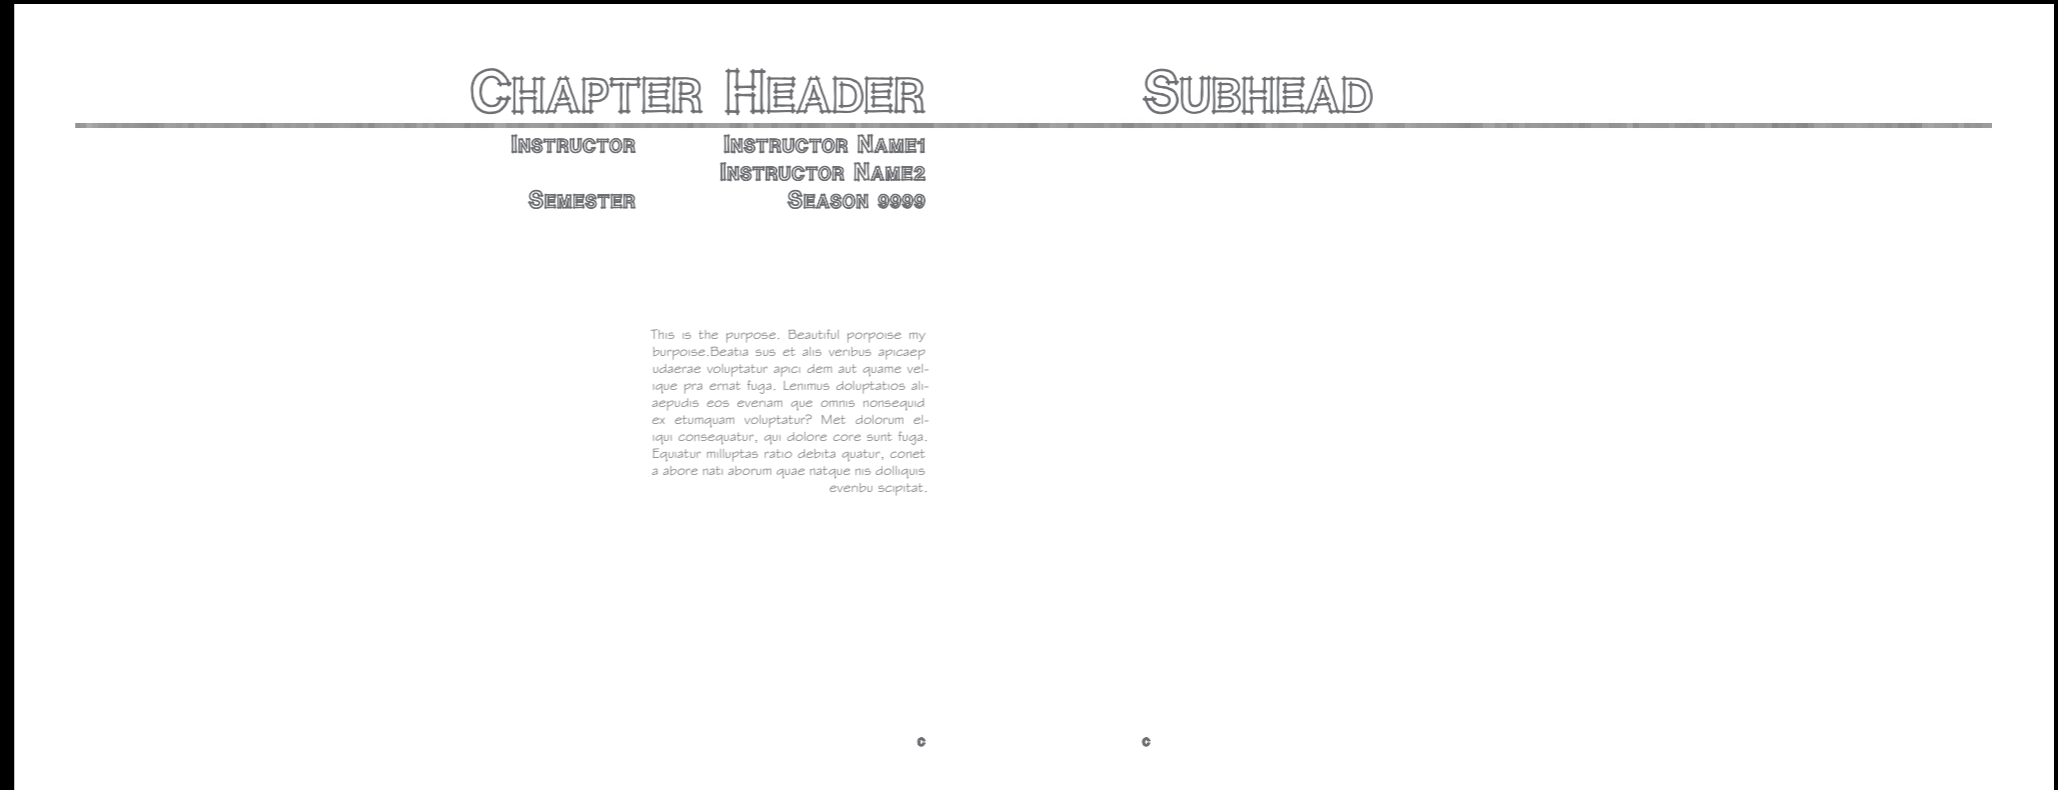 Chapter Header
Subhead
Instructor Instructor Name1
Instructor Name2
Semester Season 9999
This is the purpose. Beautiful porpoise my
burpoise.Beatia sus et alis veribus apicaep
udaerae voluptatur apici dem aut quame vel-
ique pra ernat fuga. Lenimus doluptatios ali-
aepudis eos evenam que omnis nonsequid
ex etumquam voluptatur? Met dolorum el-
iqui consequatur, qui dolore core sunt fuga.
Equiatur milluptas ratio debita quatur, conet
a abore nati aborum quae natque nis dolliquis
everibu scipitat.
C
C